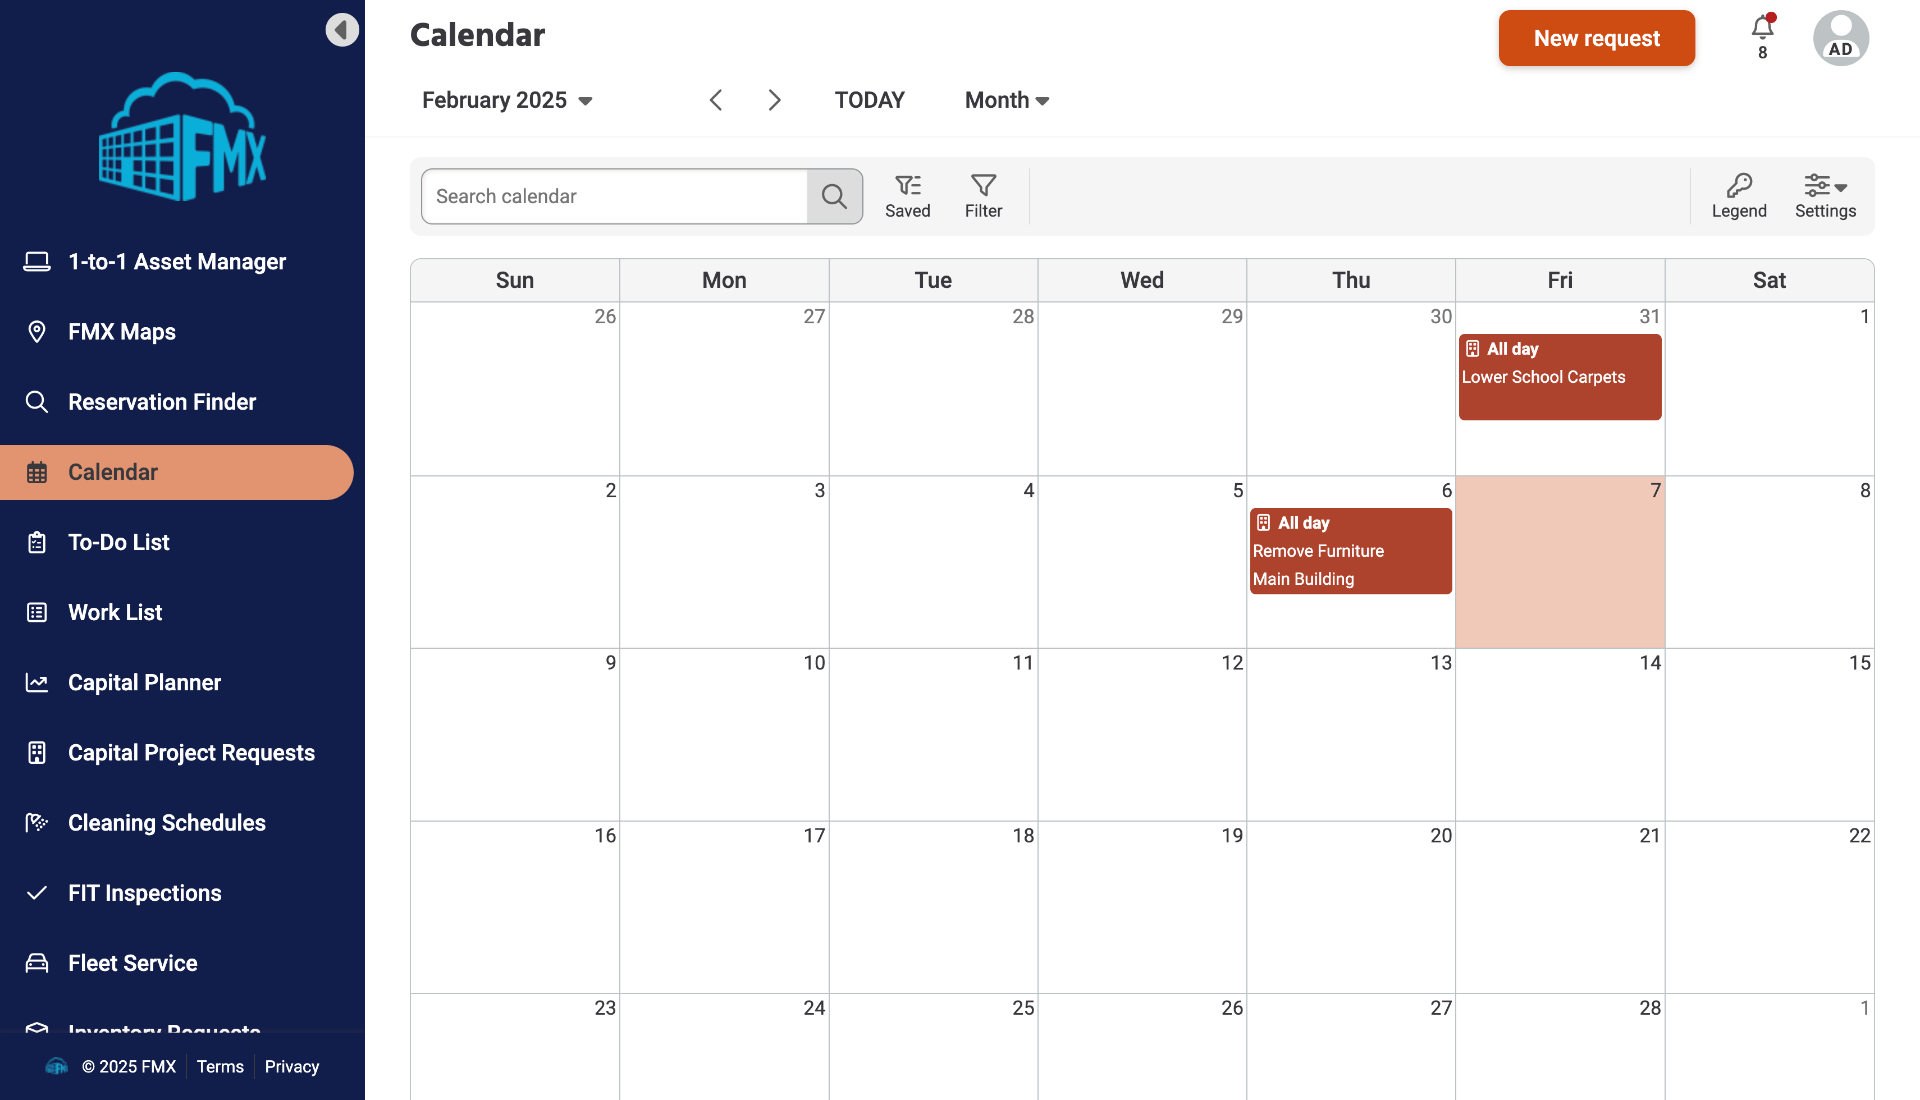 FMX
1-to-1 Asset Manager
FMX Maps
Reservation Finder
Calendar
To-Do List
Work List
Capital Planner
Capital Project Requests
Cleaning Schedules
FIT Inspections
Fleet Service
Inventory Requests
© 2025 FMX Terms Privacy
Calendar
New request
8
AD
February 2025
TODAY
Month
Search calendar
Saved
Filter
Legend
Settings
Sun Mon Tue Wed Thu Fri Sat
26 27 28 29 30 31 1
All day
Lower School Carpets
2 3 4 5 6 7 8
All day
Remove Furniture
Main Building
9 10 11 12 13 14 15
16 17 18 19 20 21 22
23 24 25 26 27 28 1